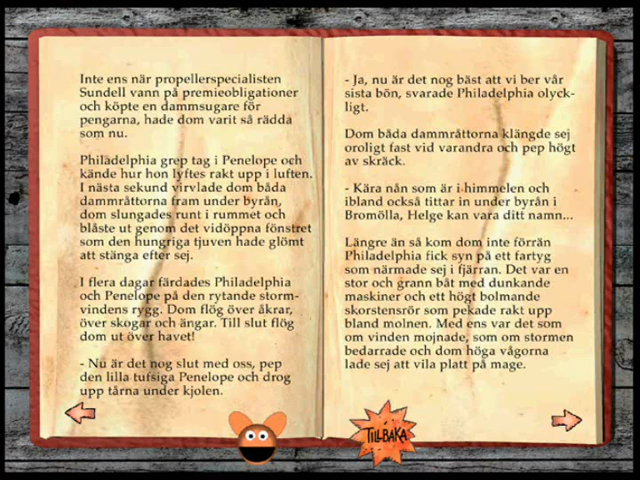 Inte ens när propellerspecialisten
Sundell vann på premieobligationer
och köpte en dammsugare för
pengarna, hade dom varit så rädda
som nu.
Philadelphia grep tag i Penelope och
kände hur hon lyftes rakt upp i luften.
I nästa sekund virvlade dom båda
dammråttorna fram under byrån,
dom slungades runt i rummet och
blåste ut genom det vidöppna fönstret
som den hungriga tjuven hade glömt
att stänga efter sej.
I flera dagar färdades Philadelphia
och Penelope på den rytande storm-
vindens rygg. Dom flög över åkrar,
över skogar och ängar. Till slut flög
dom ut över havet!
- Nu är det nog slut med oss, pep
den lilla tufsiga Penelope och drog
upp tårna under kjolen.
- Ja, nu är det nog bäst att vi ber vår
sista bön, svarade Philadelphia olyck-
ligt.
Dom båda dammråttorna klängde sej
oroligt fast vid varandra och pep högt
av skräck.
- Kära nån som är i himmelen och
ibland också tittar in under byrån i
Bromölla, Helge kan vara ditt namn...
Längre än så kom dom inte förrän
Philadelphia fick syn på ett fartyg
som närmade sej i fjärran. Det var en
stor och grann båt med dunkande
maskiner och ett högt bolmande
skorstensrör som pekade rakt upp
bland molnen. Med ens var det som
om vinden mojnade, som om stormen
bedarrade och dom höga vågorna
lade sej att vila platt på mage.
TILLBAKA